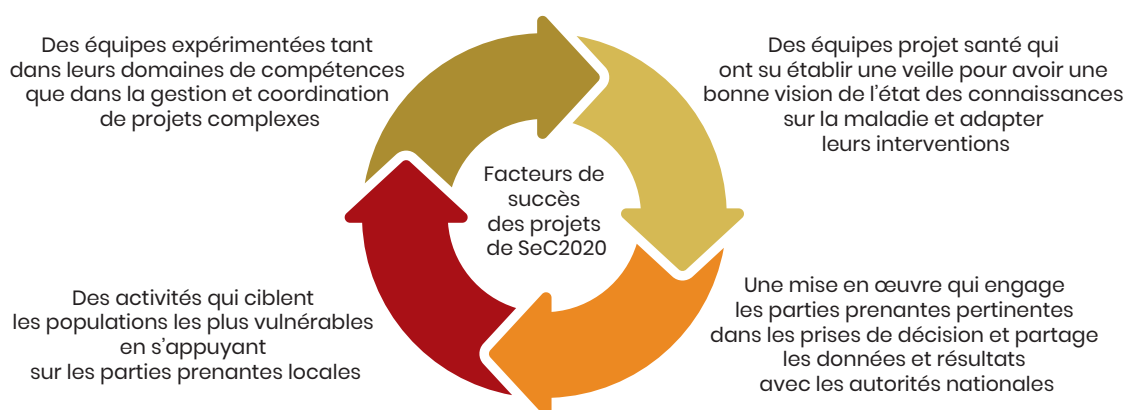 Des équipes expérimentées tant
dans leurs domaines de compétences
que dans la gestion et coordination
de projets complexes
Des équipes projet santé qui
ont su établir une veille pour avoir une
bonne vision de l’état des connaissances
sur la maladie et adapter
leurs interventions
Facteurs de
succès
des projets
de SeC2020
Des activités qui ciblent
les populations les plus vulnérables
en s’appuyant
sur les parties prenantes locales
Une mise en œuvre qui engage
les parties prenantes pertinentes
dans les prises de décision et partage
les données et résultats
avec les autorités nationales